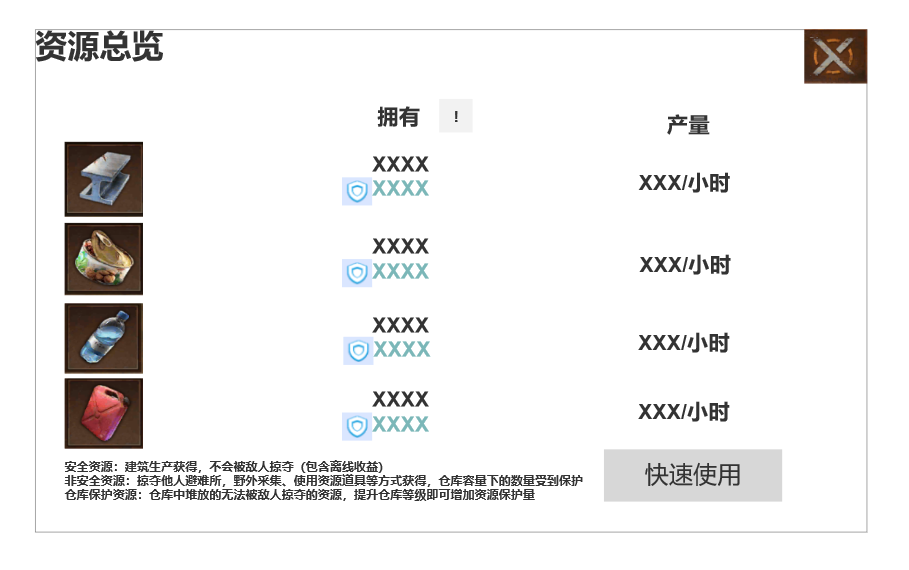 资源总览
拥有
!
产量
XXXX
XXXX
XXX/小时
XXXX
XXXX
XXX/小时
XXXX
XXXX
XXX/小时
XXXX
XXXX
XXX/小时
安全资源：建筑生产获得，不会被敌人掠夺（包含离线收益）
非安全资源：掠夺他人避难所，野外采集、使用资源道具等方式获得，仓库容量下的数量受到保护
仓库保护资源：仓库中堆放的无法被敌人掠夺的资源，提升仓库等级即可增加资源保护量
快速使用